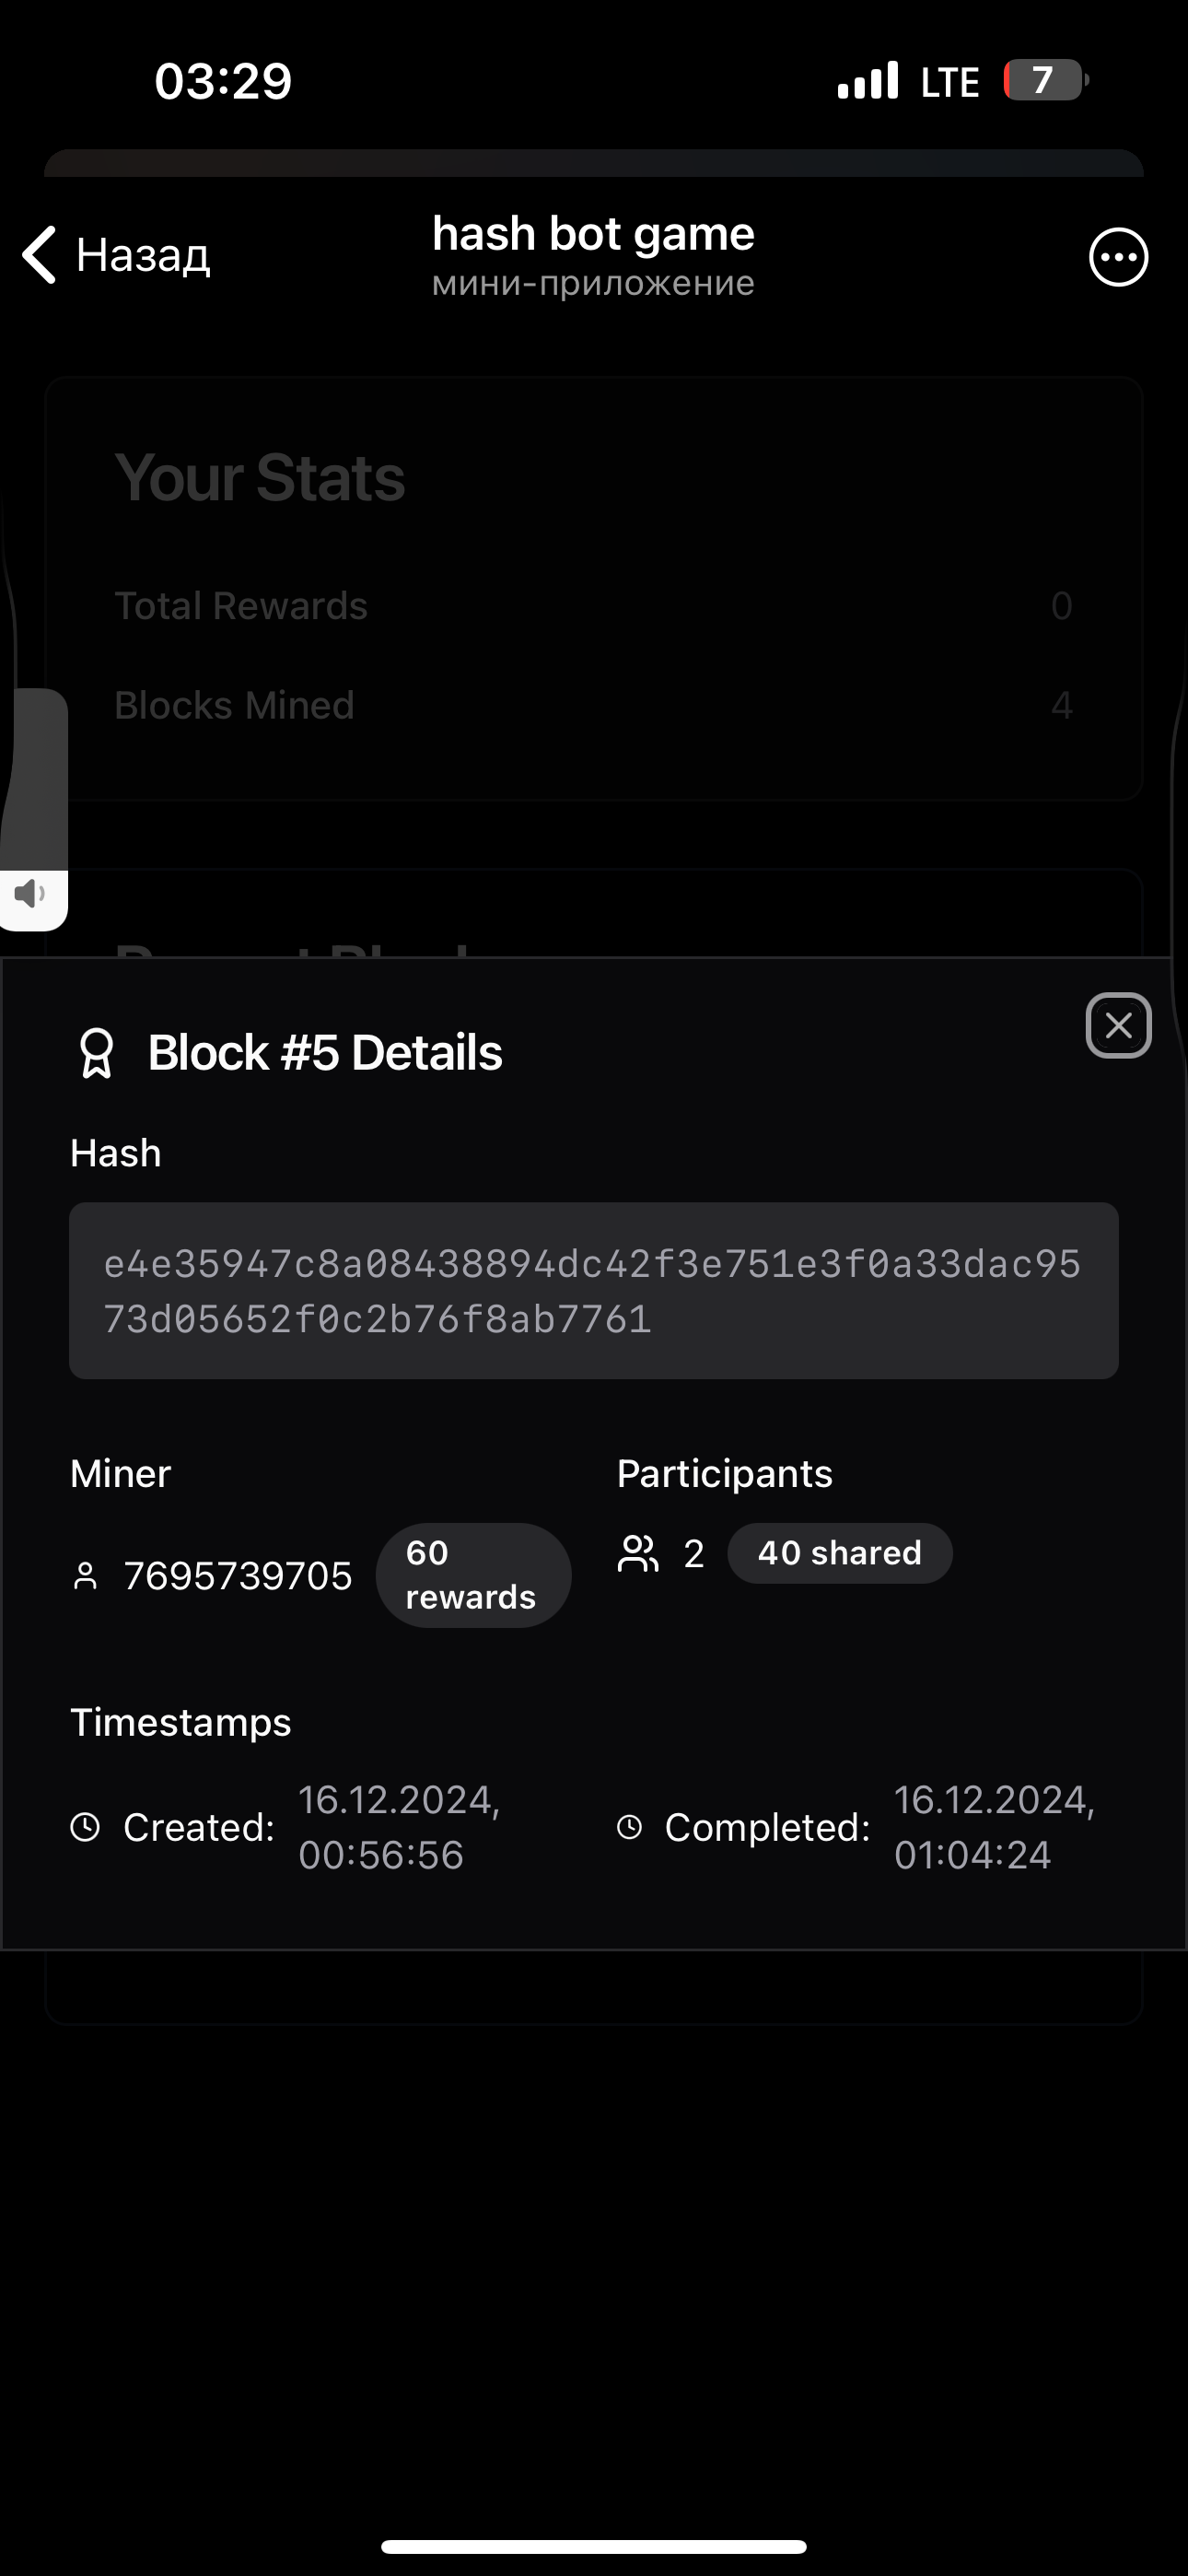 03:29
LTE
7
Назад
hash bot game
мини-приложение
Your Stats
Total Rewards 0
Blocks Mined 4
Block #5 Details
Hash
e4e35947c8a08438894dc42f3e751e3f0a33dac95
73d05652f0c2b76f8ab7761
Miner
7695739705
60
rewards
Participants
2
40 shared
Timestamps
Created:
16.12.2024,
00:56:56
Completed:
16.12.2024,
01:04:24